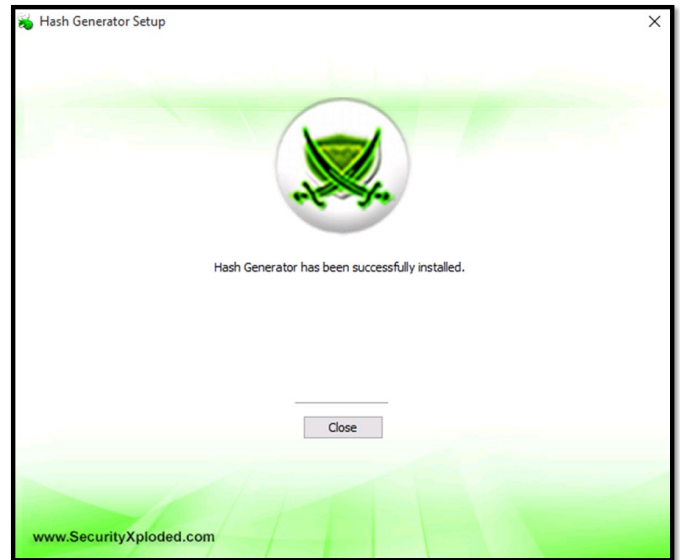 Hash Generator Setup
Hash Generator has been successfully installed.
Close
www.SecurityXploded.com